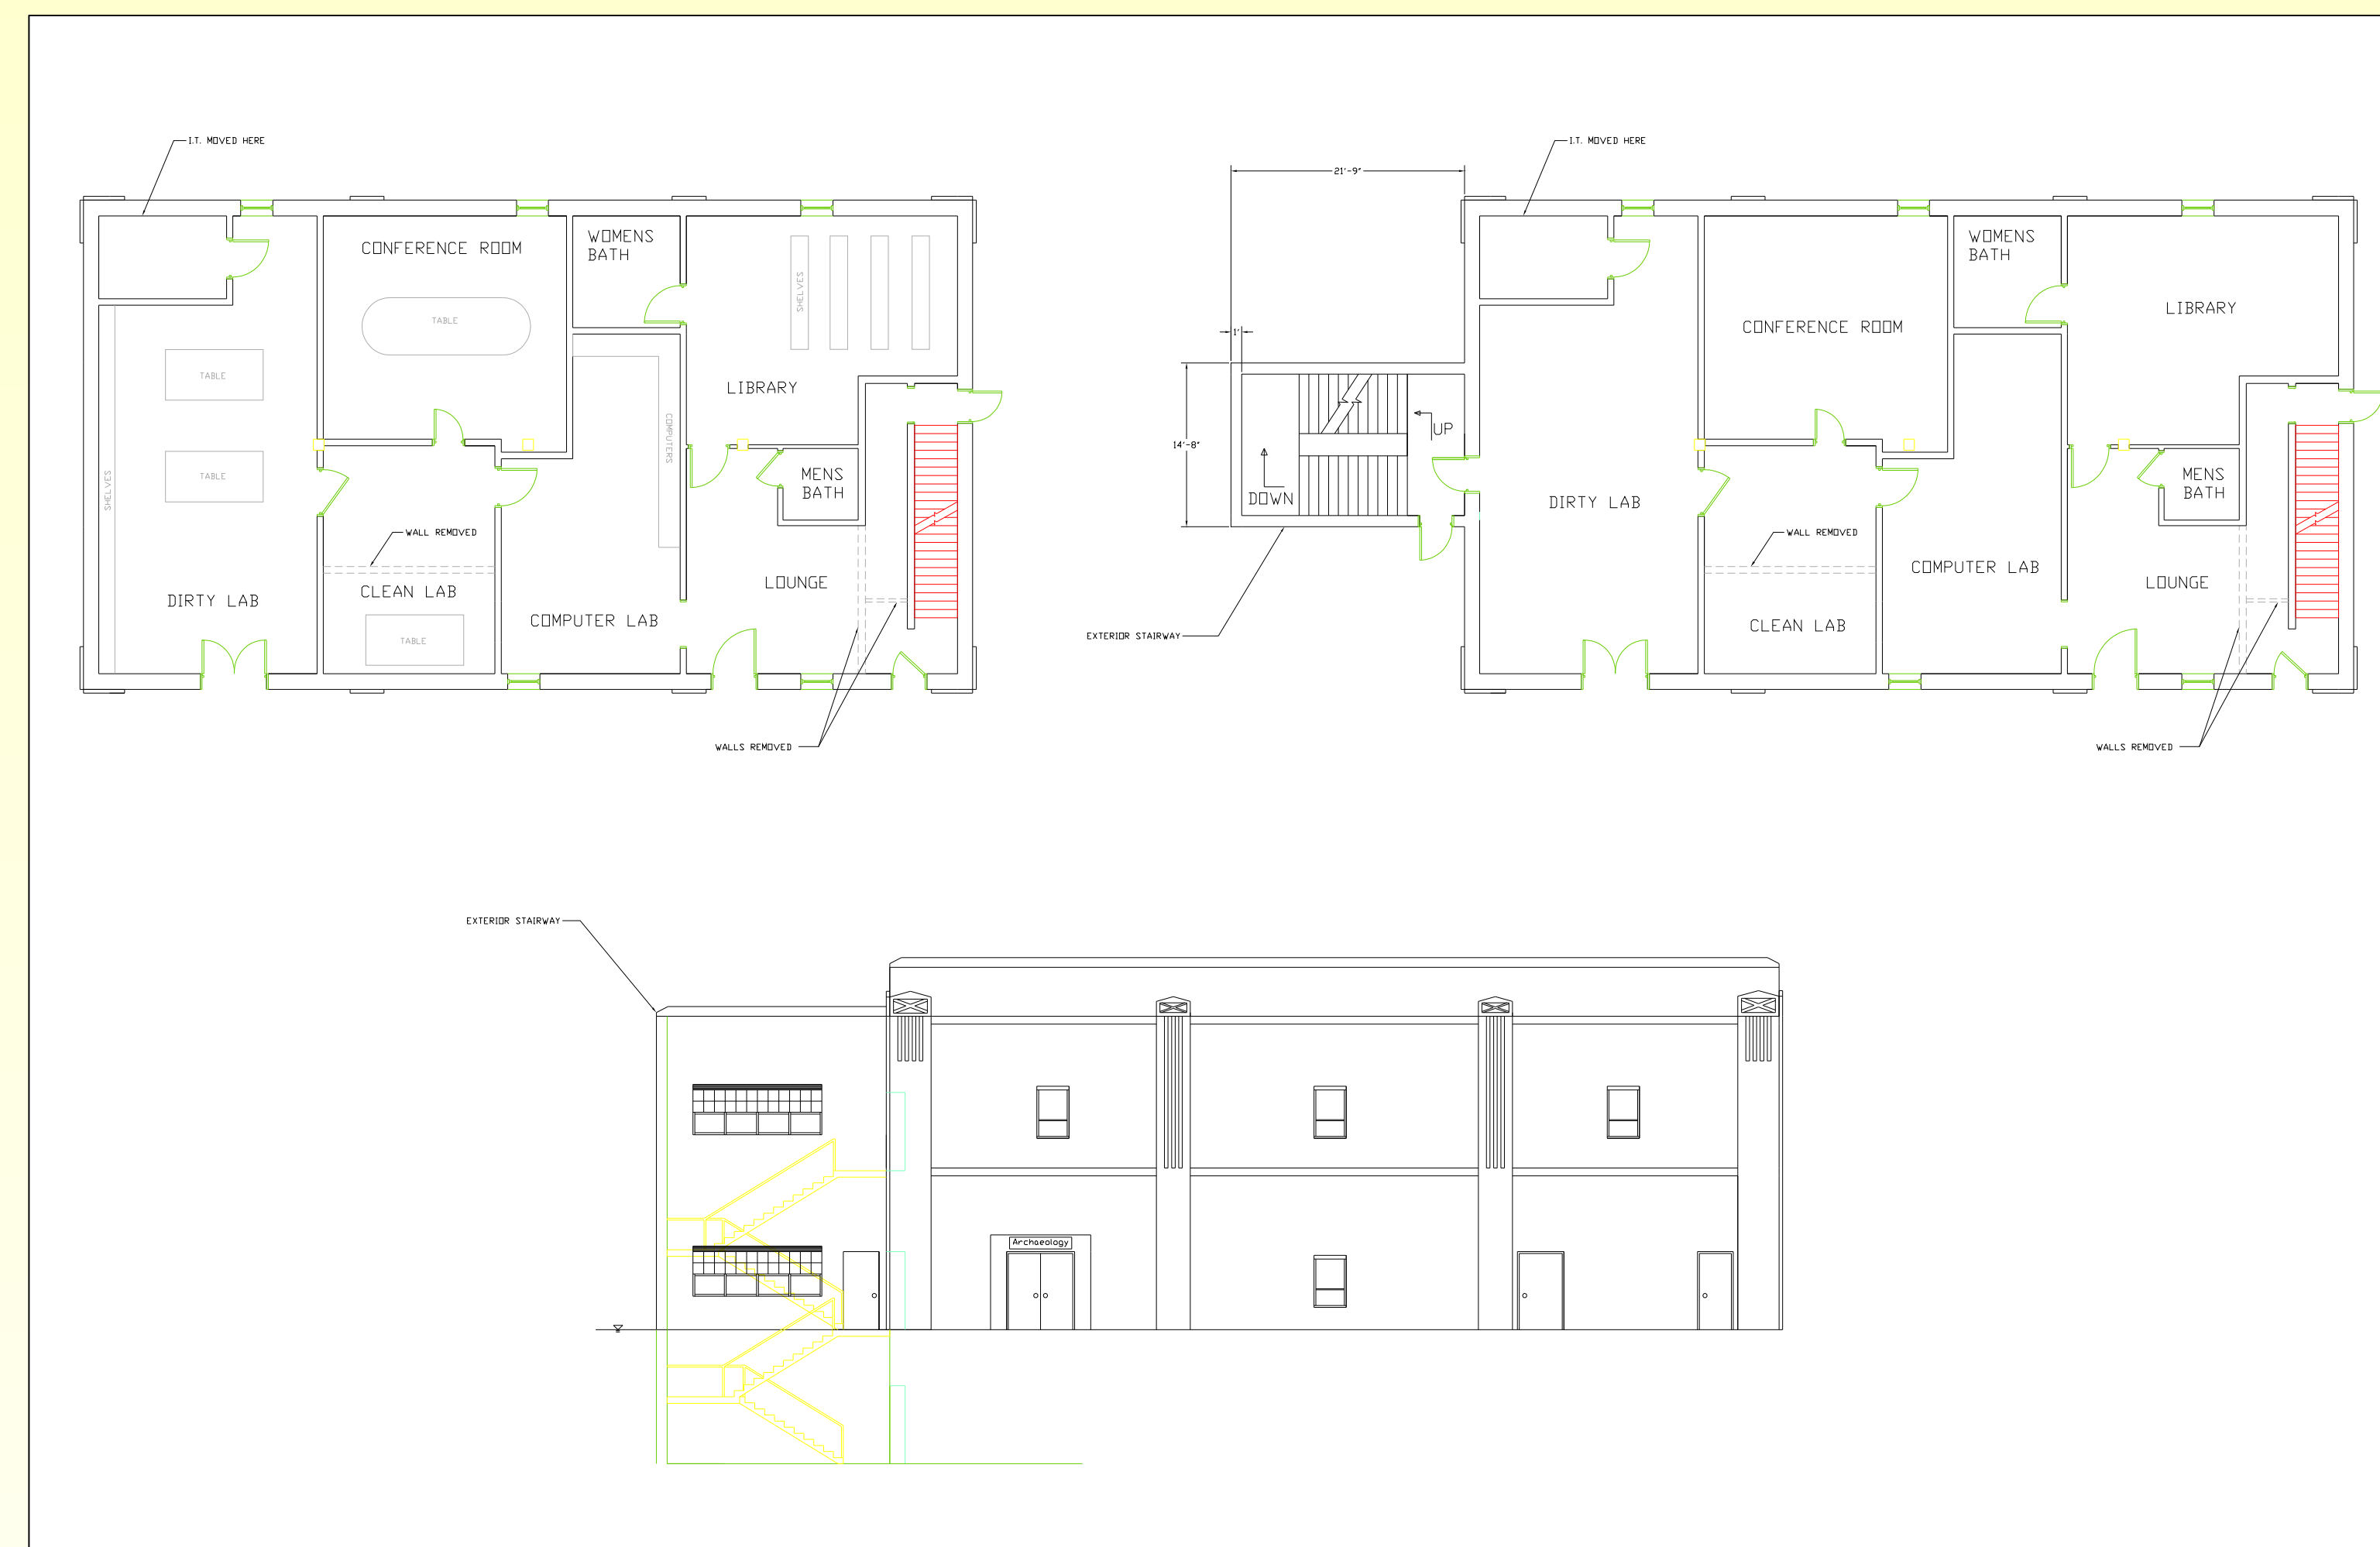 I.T. MOVED HERE
CONFERENCE ROOM
WOMENS
BATH
SHELVES
TABLE
TABLE
LIBRARY
COMPUTERS
TABLE
SHELVES
MENS
BATH
WALL REMOVED
DIRTY LAB
CLEAN LAB
LOUNGE
COMPUTER LAB
TABLE
WALLS REMOVED
I.T. MOVED HERE
21'-9"
WOMENS
BATH
LIBRARY
CONFERENCE ROOM
1'
UP
14'-8"
DOWN
MENS
BATH
DIRTY LAB
WALL REMOVED
COMPUTER LAB
LOUNGE
CLEAN LAB
EXTERIOR STAIRWAY
WALLS REMOVED
EXTERIOR STAIRWAY
Archaeology